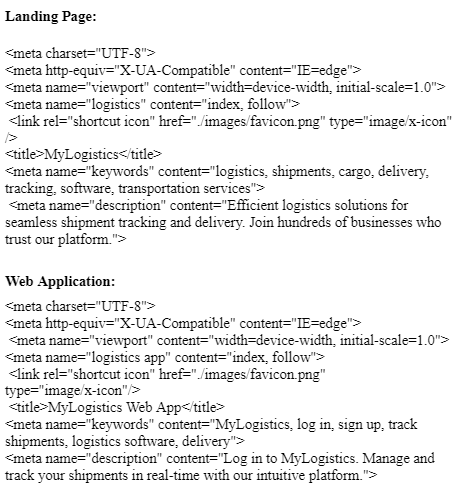 Landing Page:
<meta charset="UTF-8">
<meta http-equiv="X-UA-Compatible" content="IE=edge">
<meta name="viewport" content="width=device-width, initial-scale=1.0">
<meta name="logistics" content="index, follow">
<link rel="shortcut icon" href="./images/favicon.png" type="image/x-icon"
/>
<title>MyLogistics</title>
<meta name="keywords" content="logistics, shipments, cargo, delivery,
tracking, software, transportation services">
<meta name="description" content="Efficient logistics solutions for
seamless shipment tracking and delivery. Join hundreds of businesses who
trust our platform.">
Web Application:
<meta charset="UTF-8">
<meta http-equiv="X-UA-Compatible" content="IE=edge">
<meta name="viewport" content="width=device-width, initial-scale=1.0">
<meta name="logistics app" content="index, follow">
<link rel="shortcut icon" href="./images/favicon.png"
type="image/x-icon"/>
<title>MyLogistics Web App</title>
<meta name="keywords" content="MyLogistics, log in, sign up, track
shipments, logistics software, delivery">
<meta name="description" content="Log in to MyLogistics. Manage and
track your shipments in real-time with our intuitive platform.">